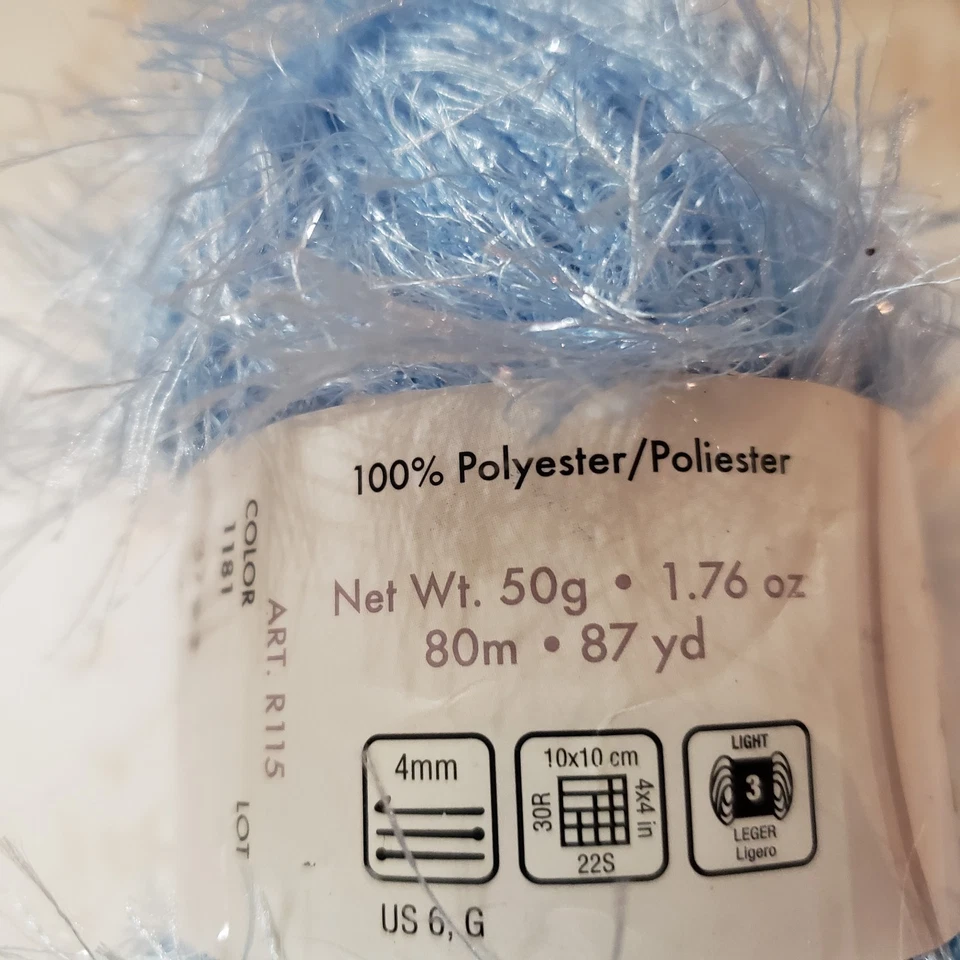 100% Polyester/Poliester
Net Wt. 50g • 1.76 oz
80m • 87 yd
COLOR
1181
ART. R115
LOT
4mm
US 6, G
10x10 cm
30R
4x4 in
22S
LIGHT
3
LEGER
Ligero